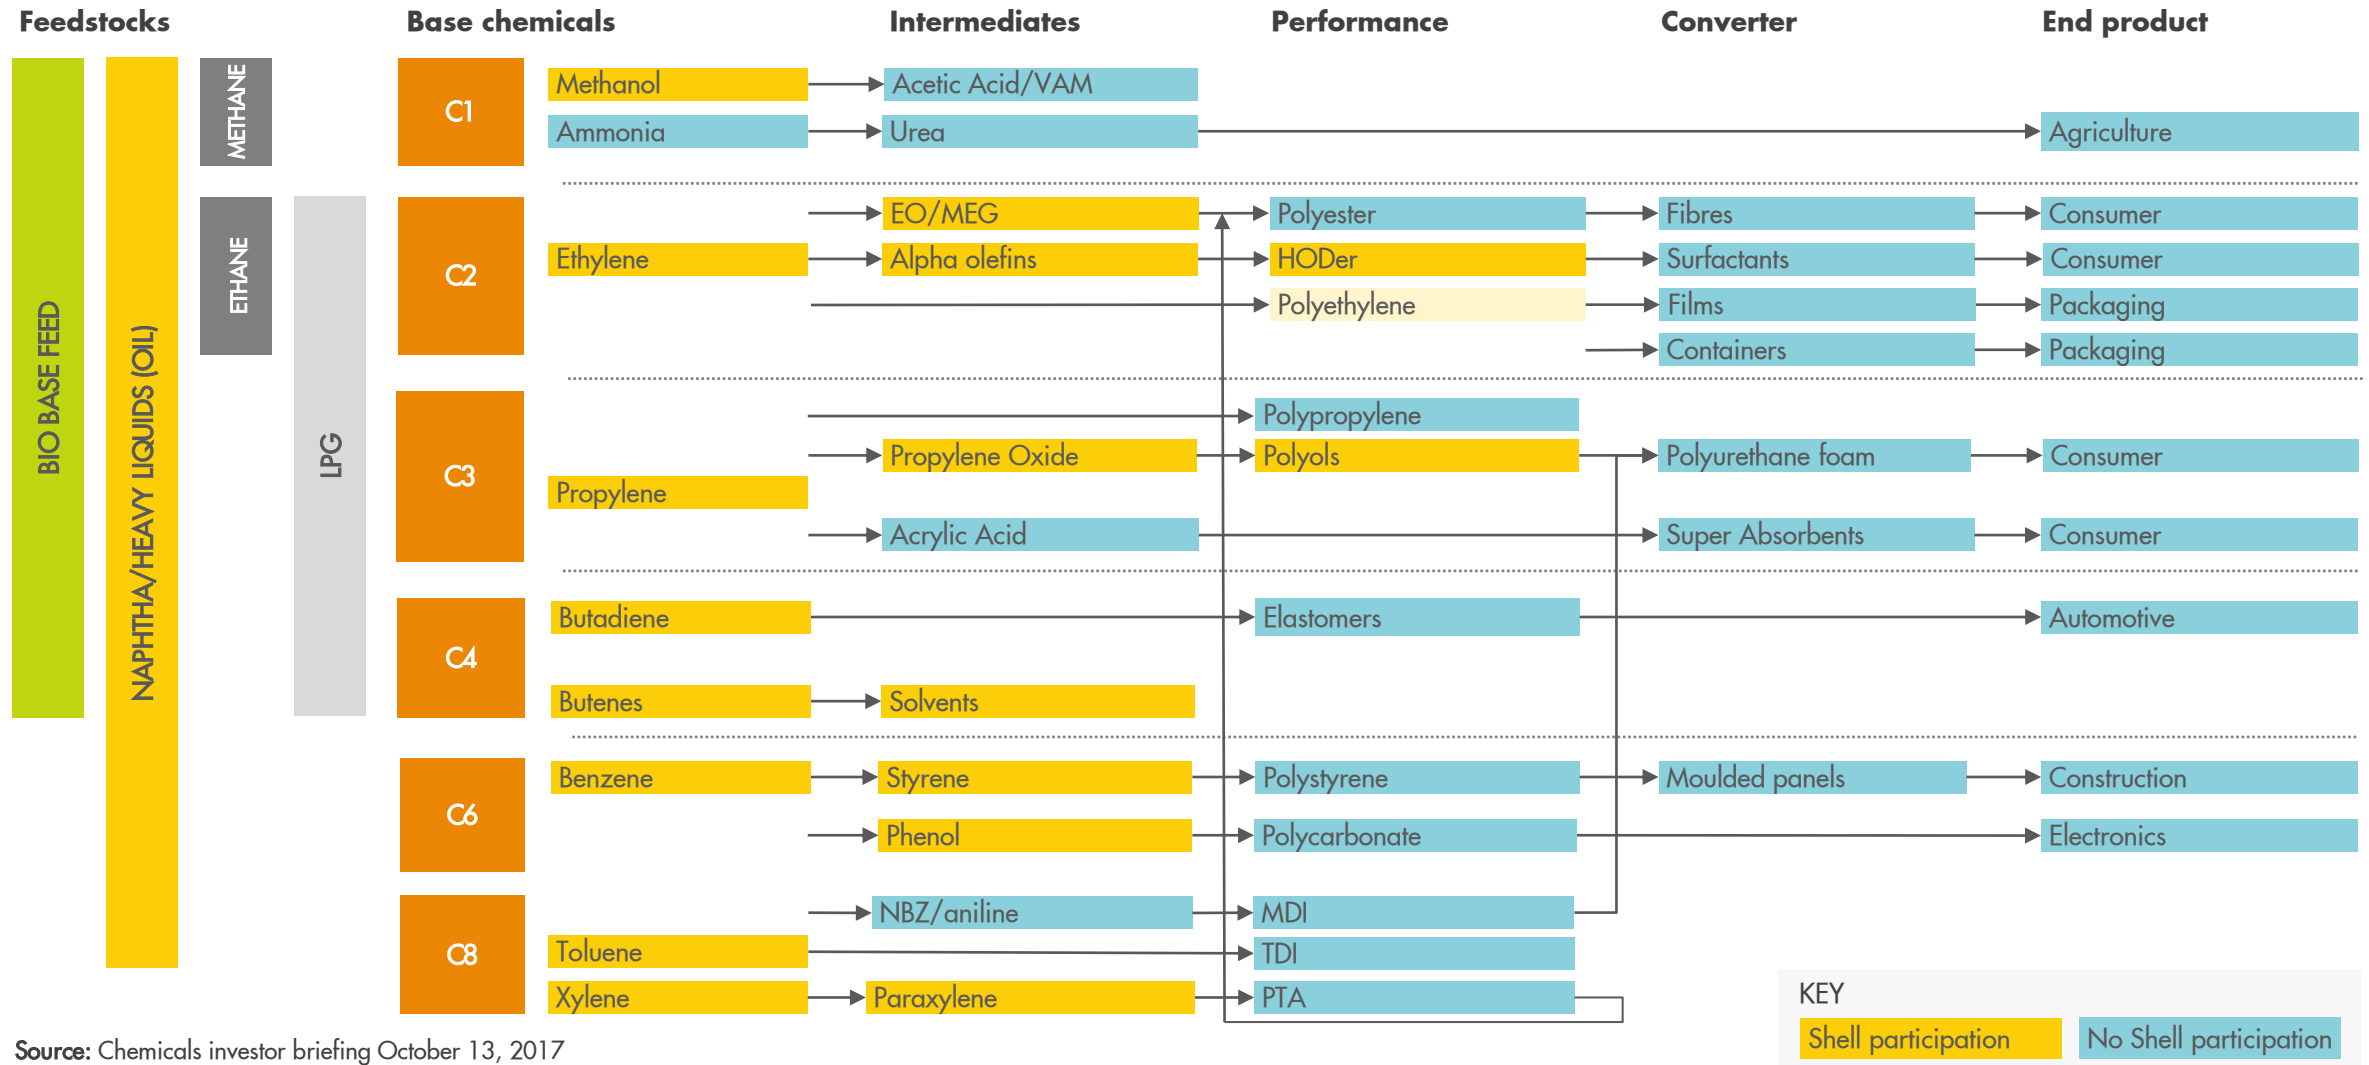 Feedstocks
Base chemicals
Intermediates
Performance
Converter
End product
BIO BASE FEED
NAPHTHA/HEAVY LIQUIDS (OIL)
METHANE
ETHANE
LPG
C1
Methanol
Acetic Acid/VAM
Ammonia
Urea
Agriculture
C2
EO/MEG
Polyester
Fibres
Consumer
Ethylene
Alpha olefins
HODer
Surfactants
Consumer
Polyethylene
Films
Packaging
Containers
Packaging
C3
Polypropylene
Propylene Oxide
Polyols
Polyurethane foam
Consumer
Propylene
Acrylic Acid
Super Absorbents
Consumer
C4
Butadiene
Elastomers
Automotive
Butenes
Solvents
C6
Benzene
Styrene
Polystyrene
Moulded panels
Construction
Phenol
Polycarbonate
Electronics
C8
NBZ/aniline
MDI
Toluene
TDI
Xylene
Paraxylene
PTA
KEY
Shell participation
No Shell participation
Source: Chemicals investor briefing October 13, 2017